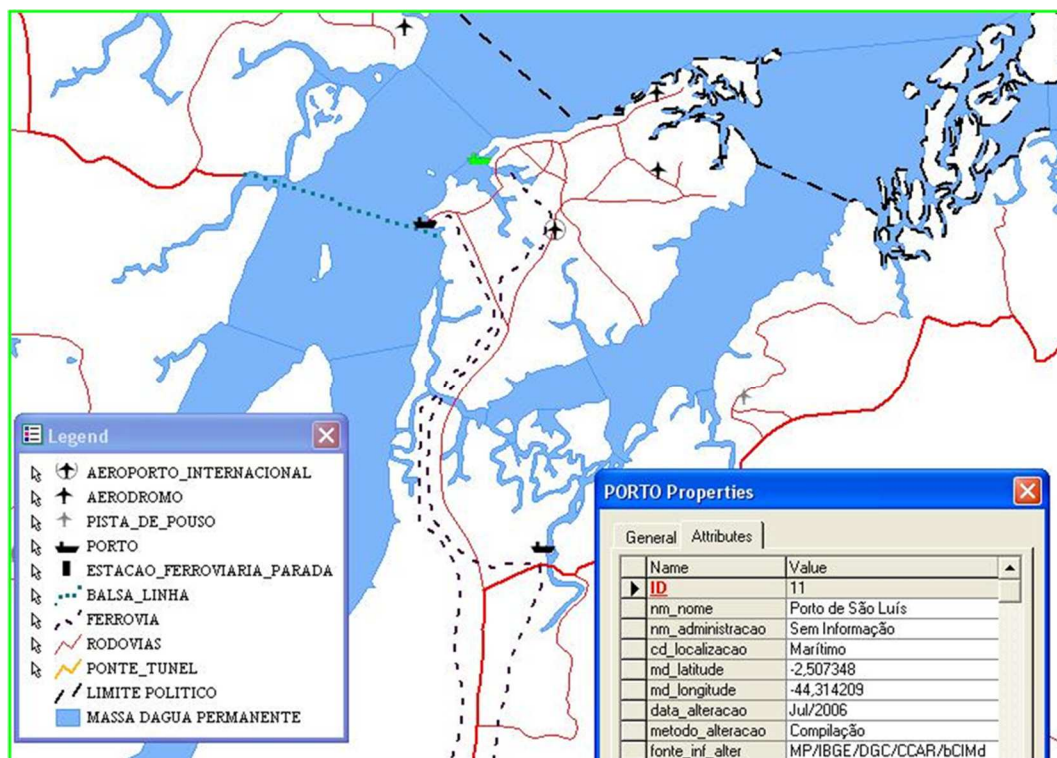 Legend
AEROPORTO_INTERNACIONAL
AERODROMO
PISTA_DE_POUSO
PORTO
ESTACAO_FERROVIARIA_PARADA
BALSA_LINHA
FERROVIA
RODOVIAS
PONTE_TUNEL
LIMITE POLITICO
MASSA DAGUA PERMANENTE
PORTO Properties
General Attributes
Name Value
ID 11
nm_nome Porto de São Luís
nm_administracao Sem Informação
cd_localizacao Marítimo
md_latitude -2,507348
md_longitude -44,314209
data_alteracao Jul/2006
metodo_alteracao Compilação
fonte_inf_alter MP/IBGE/DGC/CCAR/bCIMd